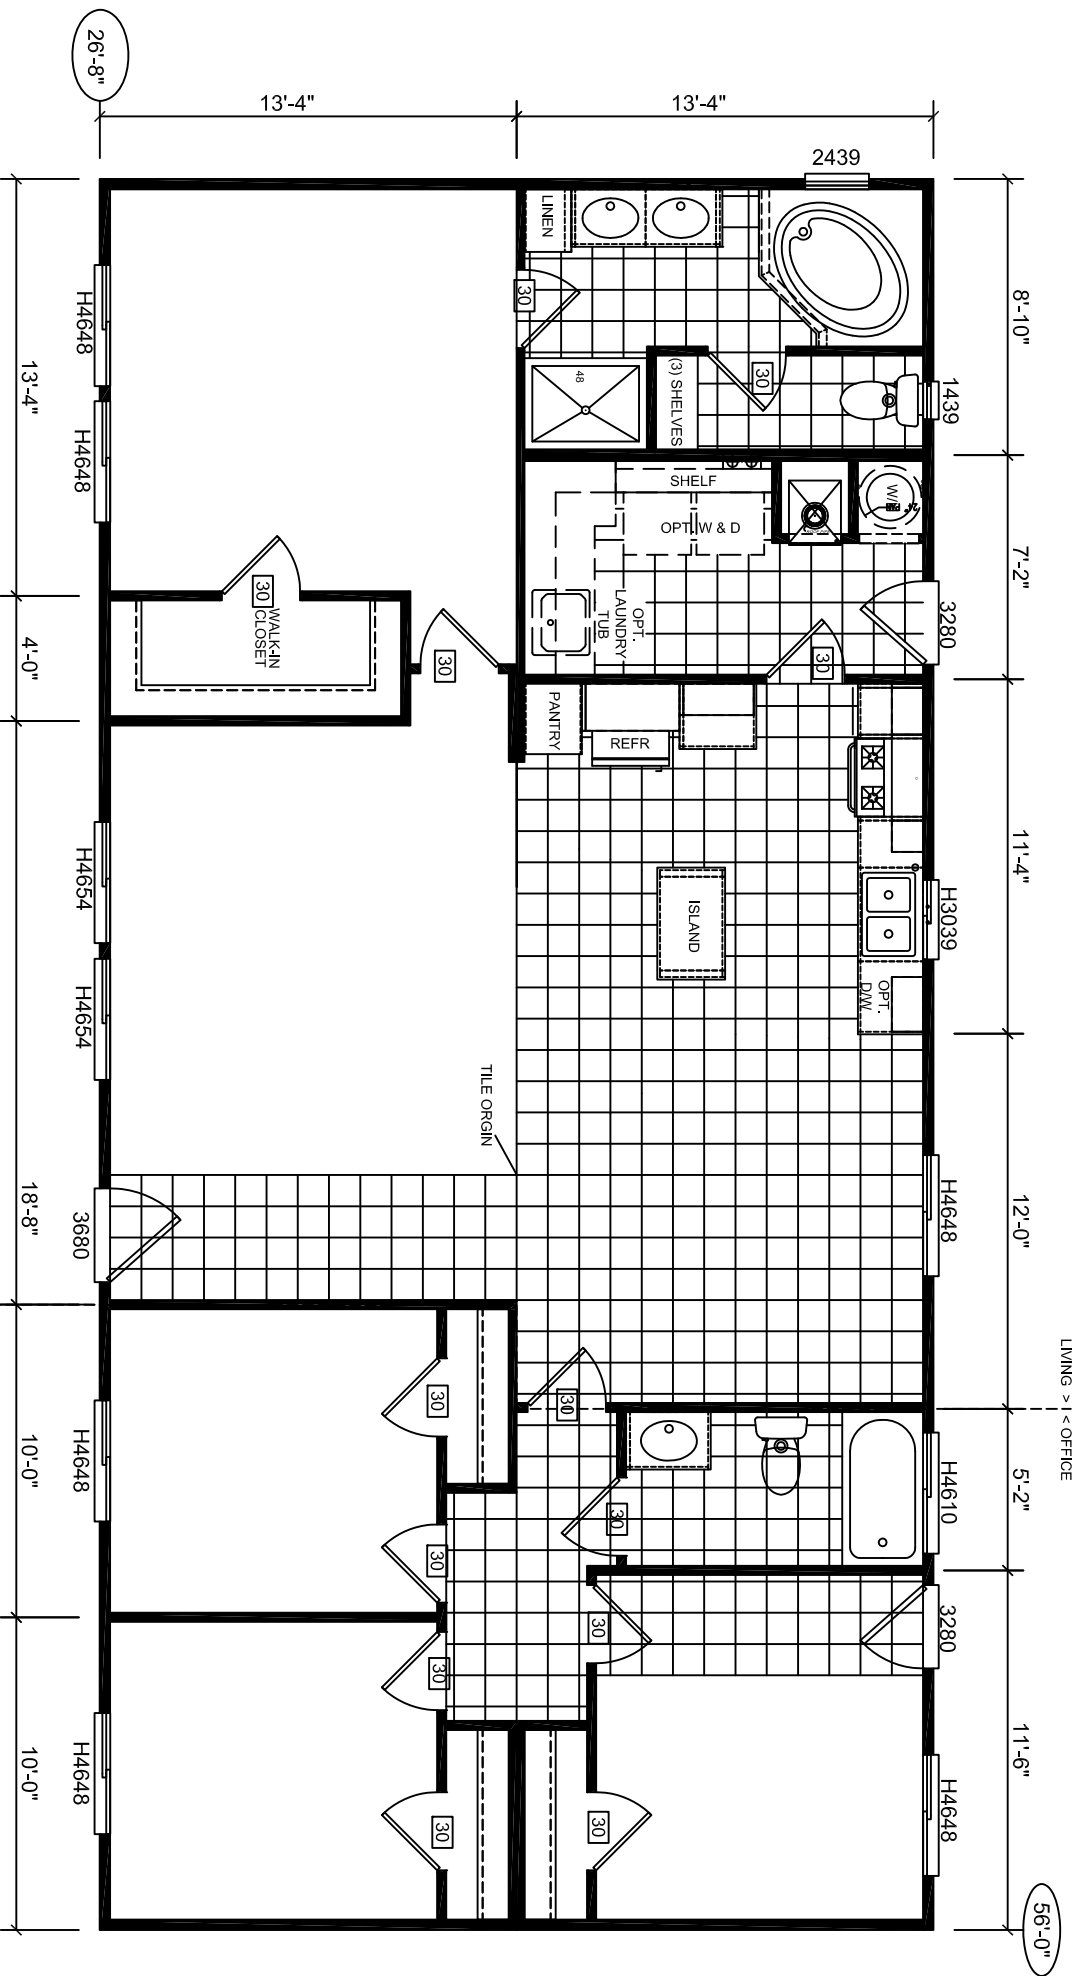 26'-8"
13'-4"
13'-4"
2439
8'-10"
1439
7'-2"
3280
11'-4"
H3039
12'-0"
H4648
LIVING > < OFFICE
5'-2"
H4610
3280
11'-6"
H4648
56'-0"
LINEN
30
48
(3) SHELVES
30
SHELF
OPT. W & D
W/H
OPT.
LAUNDRY
TUB
30
WALK-IN
CLOSET
30
30
PANTRY
REFR
ISLAND
OPT.
D/W
TILE ORGIN
30
30
30
30
30
30
30
30
H4648
H4648
13'-4"
4'-0"
H4654
H4654
18'-8"
3680
H4648
10'-0"
H4648
10'-0"